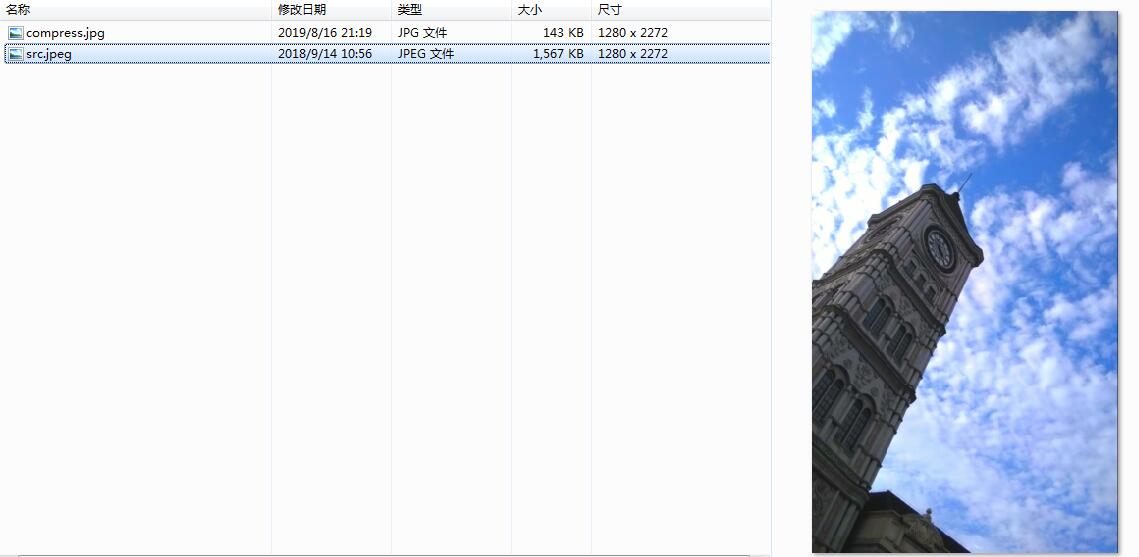 名称 修改日期 类型 大小 尺寸
compress.jpg 2019/8/16 21:19 JPG 文件 143 KB 1280 x 2272
src.jpeg 2018/9/14 10:56 JPEG 文件 1,567 KB 1280 x 2272